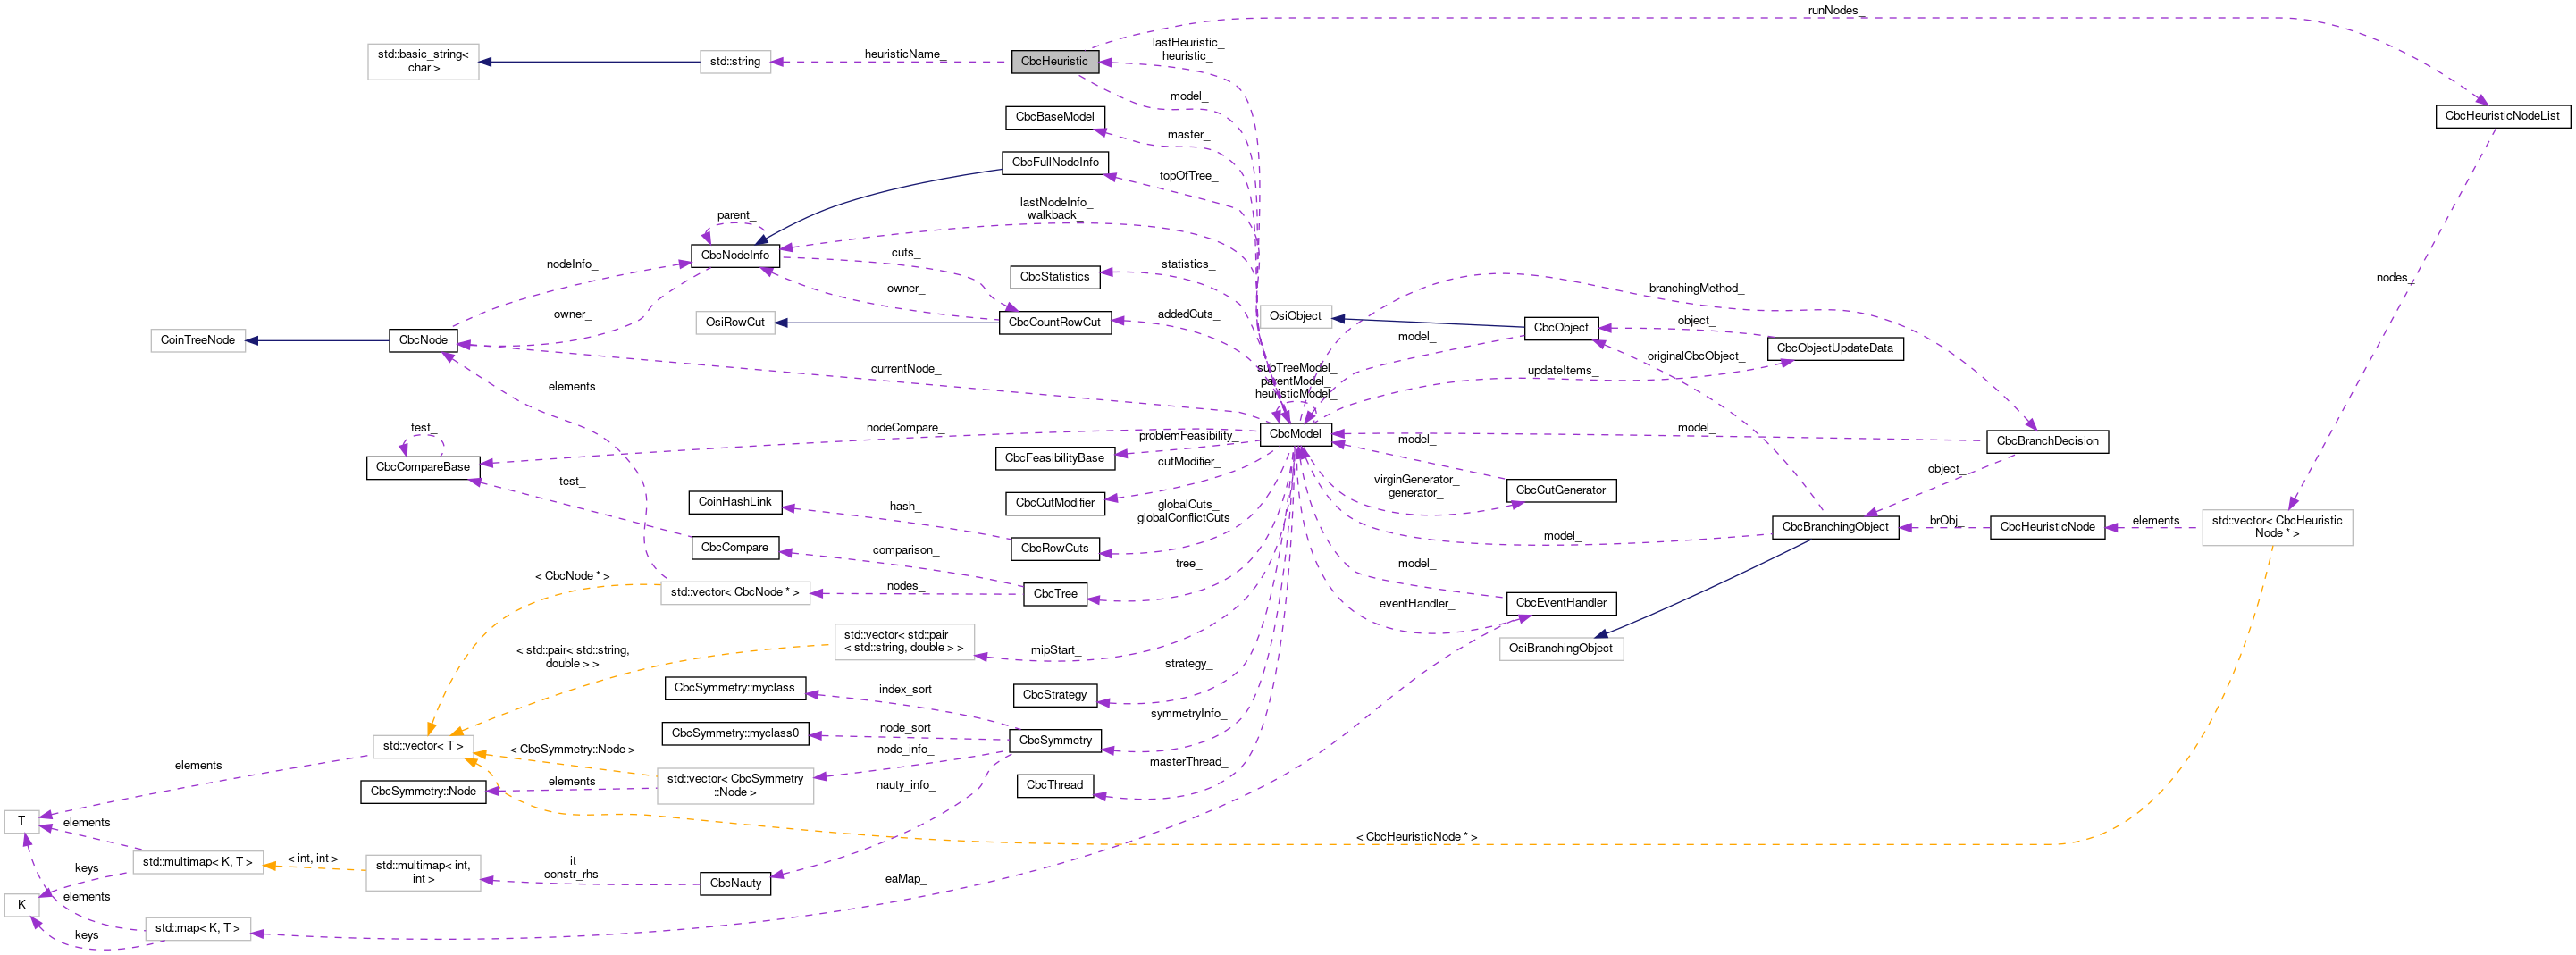 runNodes_
std::basic_string<
char >
std::string
heuristicName_
CbcHeuristic
lastHeuristic_
heuristic_
model_
CbcBaseModel
master_
CbcHeuristicNodeList
CbcFullNodeInfo
topOfTree_
parent_
lastNodeInfo_
walkback_
CbcNodeInfo
cuts_
nodeInfo_
CbcStatistics
statistics_
nodes_
branchingMethod_
owner_
owner_
OsiRowCut
CbcCountRowCut
addedCuts_
OsiObject
CbcObject
object_
CoinTreeNode
CbcNode
model_
CbcObjectUpdateData
originalCbcObject_
currentNode_
subTreeModel_
parentModel_
heuristicModel_
updateItems_
elements
test_
nodeCompare_
problemFeasibility_
CbcModel
model_
CbcBranchDecision
CbcCompareBase
CbcFeasibilityBase
cutModifier_
model_
object_
test_
virginGenerator_
generator_
CbcCutGenerator
CoinHashLink
hash_
CbcCutModifier
globalCuts_
globalConflictCuts_
CbcBranchingObject
brObj_
CbcHeuristicNode
elements
std::vector< CbcHeuristic
Node * >
CbcCompare
comparison_
CbcRowCuts
model_
tree_
model_
< CbcNode * >
std::vector< CbcNode * >
nodes_
CbcTree
eventHandler_
CbcEventHandler
std::vector< std::pair
< std::string, double > >
< std::pair< std::string,
double > >
mipStart_
OsiBranchingObject
strategy_
CbcSymmetry::myclass
index_sort
CbcStrategy
symmetryInfo_
CbcSymmetry::myclass0
node_sort
CbcSymmetry
std::vector< T >
< CbcSymmetry::Node >
node_info_
masterThread_
elements
std::vector< CbcSymmetry
::Node >
elements
CbcSymmetry::Node
nauty_info_
CbcThread
T
elements
< CbcHeuristicNode * >
std::multimap< K, T >
< int, int >
std::multimap< int,
int >
it
constr_rhs
CbcNauty
keys
eaMap_
elements
K
std::map< K, T >
keys